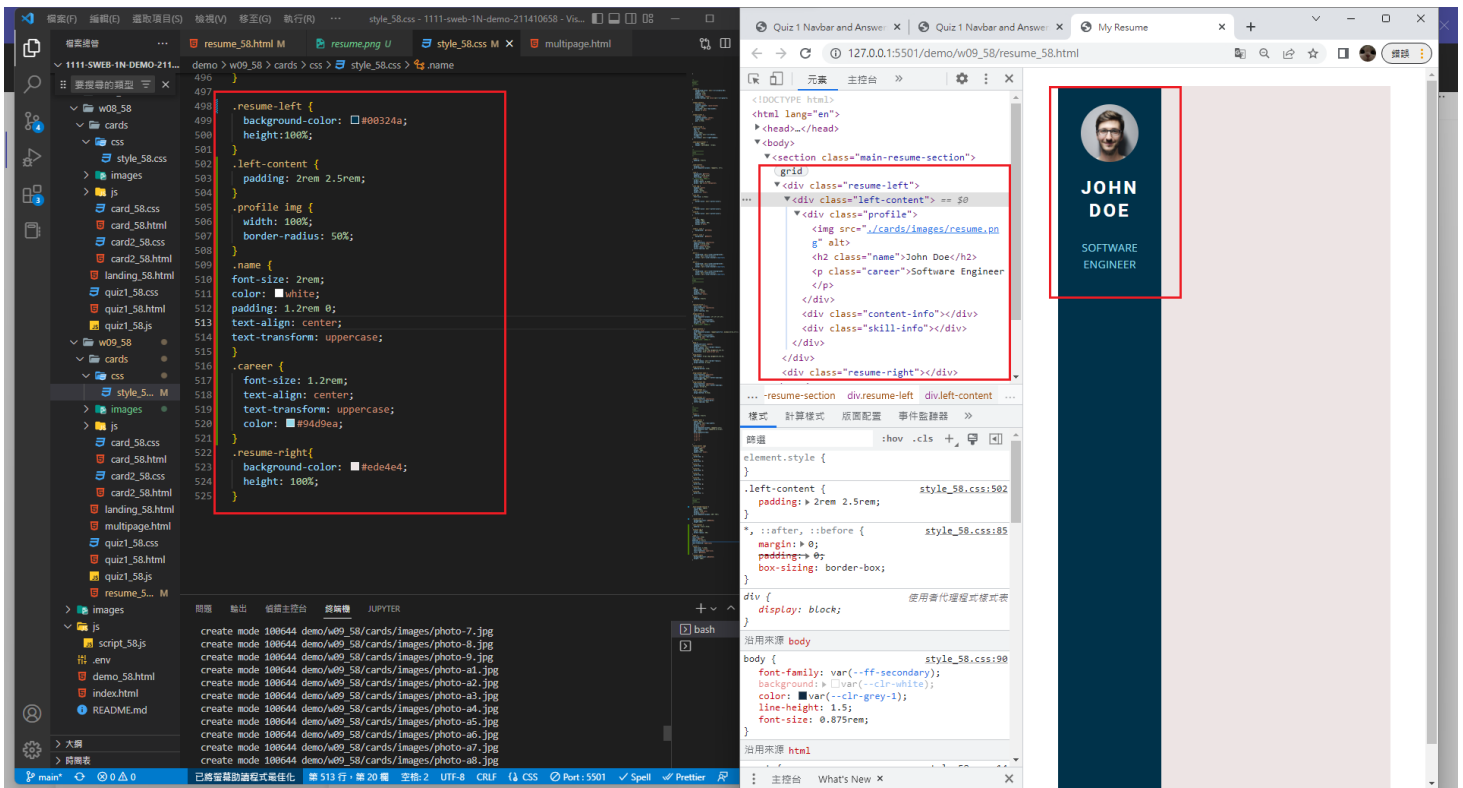 檔案(F) 編輯(E) 選取項目(S) 檢視(V) 移至(G) 執行(R) ··· style_58.css - 1111-sweb-1N-demo-211410658 - Vis...
檔案總管 ···
1111-SWEB-1N-DEMO-211...
要搜尋的類型
w08_58
cards
css
style_58.css
images
js
card_58.css
card_58.html
card2_58.css
card2_58.html
landing_58.html
quiz1_58.css
quiz1_58.html
quiz1_58.js
w09_58
cards
css
style_5... M
images
js
card_58.css
card_58.html
card2_58.css
card2_58.html
landing_58.html
multipage.html
quiz1_58.css
quiz1_58.html
quiz1_58.js
resume_5... M
images
js
script_58.js
.env
demo_58.html
index.html
README.md
大綱
時間表
resume_58.html M resume.png U style_58.css M multipage.html
demo > w09_58 > cards > css > style_58.css > .name
496 }
497
498 .resume-left {
499 background-color: #00324a;
500 height:100%;
501 }
502 .left-content {
503 padding: 2rem 2.5rem;
504 }
505 .profile img {
506 width: 100%;
507 border-radius: 50%;
508 }
509 .name {
510 font-size: 2rem;
511 color: white;
512 padding: 1.2rem 0;
513 text-align: center;
514 text-transform: uppercase;
515 }
516 .career {
517 font-size: 1.2rem;
518 text-align: center;
519 text-transform: uppercase;
520 color: #94d9ea;
521 }
522 .resume-right{
523 background-color: #ede4e4;
524 height: 100%;
525 }
問題 輸出 偵錯主控台 終端機 JUPYTER
create mode 100644 demo/w09_58/cards/images/photo-7.jpg
create mode 100644 demo/w09_58/cards/images/photo-8.jpg
create mode 100644 demo/w09_58/cards/images/photo-9.jpg
create mode 100644 demo/w09_58/cards/images/photo-a1.jpg
create mode 100644 demo/w09_58/cards/images/photo-a2.jpg
create mode 100644 demo/w09_58/cards/images/photo-a3.jpg
create mode 100644 demo/w09_58/cards/images/photo-a4.jpg
create mode 100644 demo/w09_58/cards/images/photo-a5.jpg
create mode 100644 demo/w09_58/cards/images/photo-a6.jpg
create mode 100644 demo/w09_58/cards/images/photo-a7.jpg
create mode 100644 demo/w09_58/cards/images/photo-a8.jpg
bash
main* 0 0 已將螢幕助讀程式最佳化 第 513 行，第 20 欄 空格: 2 UTF-8 CRLF CSS Port : 5501 Spell Prettier
Quiz 1 Navbar and Answer Quiz 1 Navbar and Answer My Resume
127.0.0.1:5501/demo/w09_58/resume_58.html
元素 主控台 »
<!DOCTYPE html>
<html lang="en">
<head>…</head>
<body>
<section class="main-resume-section">
grid
<div class="resume-left">
<div class="left-content"> == $0
<div class="profile">
<img src="./cards/images/resume.pn
g" alt>
<h2 class="name">John Doe</h2>
<p class="career">Software Engineer
</p>
</div>
<div class="content-info"></div>
<div class="skill-info"></div>
</div>
</div>
<div class="resume-right"></div>
... -resume-section div.resume-left div.left-content ...
樣式 計算樣式 版面配置 事件監聽器 »
篩選 :hov .cls +
element.style {
}
.left-content { style_58.css:502
padding: 2rem 2.5rem;
}
*, ::after, ::before { style_58.css:85
margin: 0;
padding: 0;
box-sizing: border-box;
}
div { 使用者代理程式樣式表
display: block;
}
沿用來源 body
body { style_58.css:90
font-family: var(--ff-secondary);
background: var(--clr-white);
color: var(--clr-grey-1);
line-height: 1.5;
font-size: 0.875rem;
}
沿用來源 html
主控台 What's New
JOHN
DOE
SOFTWARE
ENGINEER